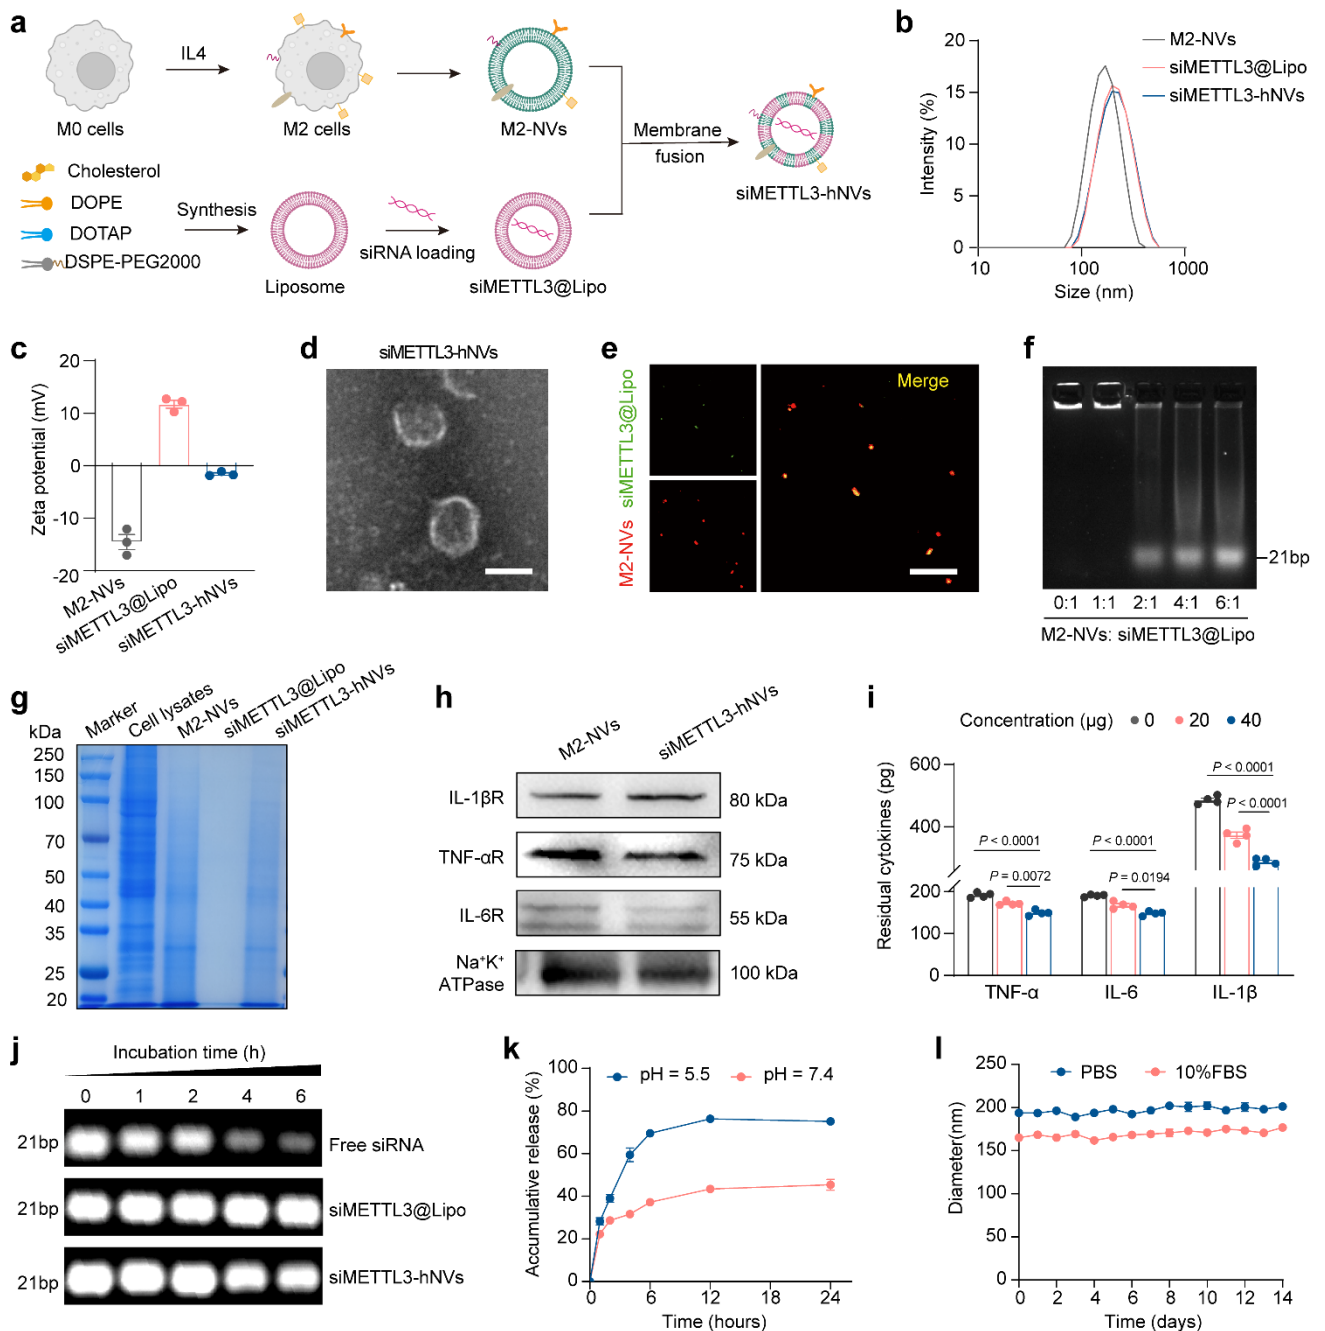 a
IL4
M0 cells
M2 cells
M2-NVs
Membrane
fusion
siMETTL3-hNVs
Cholesterol
DOPE
DOTAP
DSPE-PEG2000
Synthesis
siRNA loading
Liposome
siMETTL3@Lipo
b
M2-NVs
siMETTL3@Lipo
siMETTL3-hNVs
Intensity (%)
20
15
10
5
0
10
100
1000
Size (nm)
c
Zeta potential (mV)
20
10
0
-10
-20
M2-NVs
siMETTL3@Lipo
siMETTL3-hNVs
d
siMETTL3-hNVs
e
M2-NVs siMETTL3@Lipo
Merge
f
21bp
0:1 1:1 2:1 4:1 6:1
M2-NVs: siMETTL3@Lipo
g
kDa
Marker
Cell lysates
M2-NVs
siMETTL3@Lipo
siMETTL3-hNVs
250
150
100
70
50
40
35
25
20
h
M2-NVs
siMETTL3-hNVs
IL-1βR
80 kDa
TNF-αR
75 kDa
IL-6R
55 kDa
Na⁺K⁺
ATPase
100 kDa
i
Concentration (μg) 0 20 40
Residual cytokines (pg)
600
400
200
100
0
P < 0.0001
P = 0.0072
P < 0.0001
P = 0.0194
P < 0.0001
P < 0.0001
TNF-α
IL-6
IL-1β
j
Incubation time (h)
0 1 2 4 6
21bp
Free siRNA
21bp
siMETTL3@Lipo
21bp
siMETTL3-hNVs
k
pH = 5.5
pH = 7.4
Accumulative release (%)
100
80
60
40
20
0
0 6 12 18 24
Time (hours)
l
PBS
10%FBS
Diameter(nm)
250
200
150
100
50
0
0 2 4 6 8 10 12 14
Time (days)